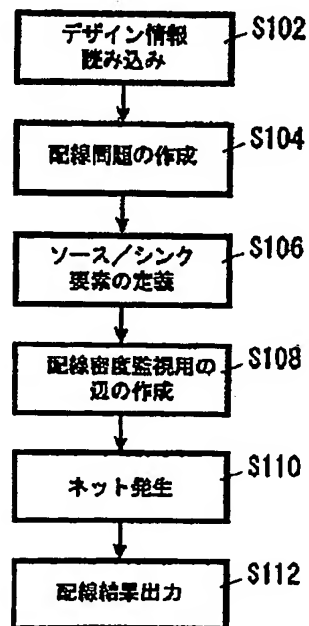 デザイン情報
読み込み
S102
配線問題の作成
S104
ソース/シンク
要素の定義
S106
配線密度監視用の
辺の作成
S108
ネット発生
S110
配線結果出力
S112